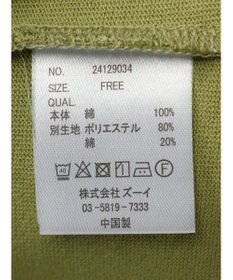 NO. 24129034
SIZE. FREE
QUAL.
本体 綿 100%
別生地 ポリエステル 80%
綿 20%
株式会社 ズーイ
03-5819-7333
中国製